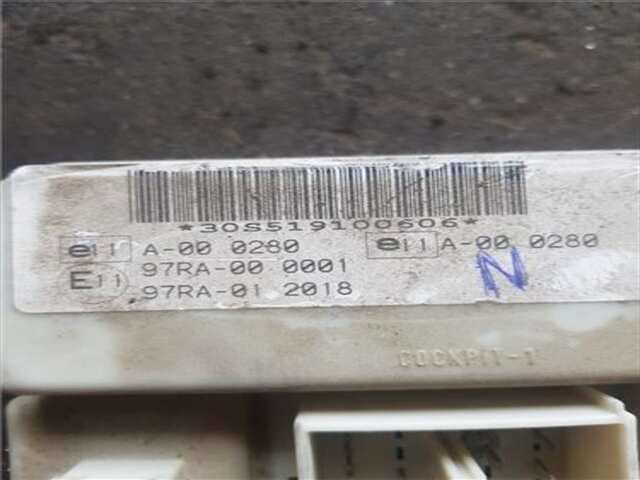 *30S519100606*
e11 A-00 0280 e11 A-00 0280
E11 97RA-00 0001
97RA-01 2018
N
COCKPIT-1